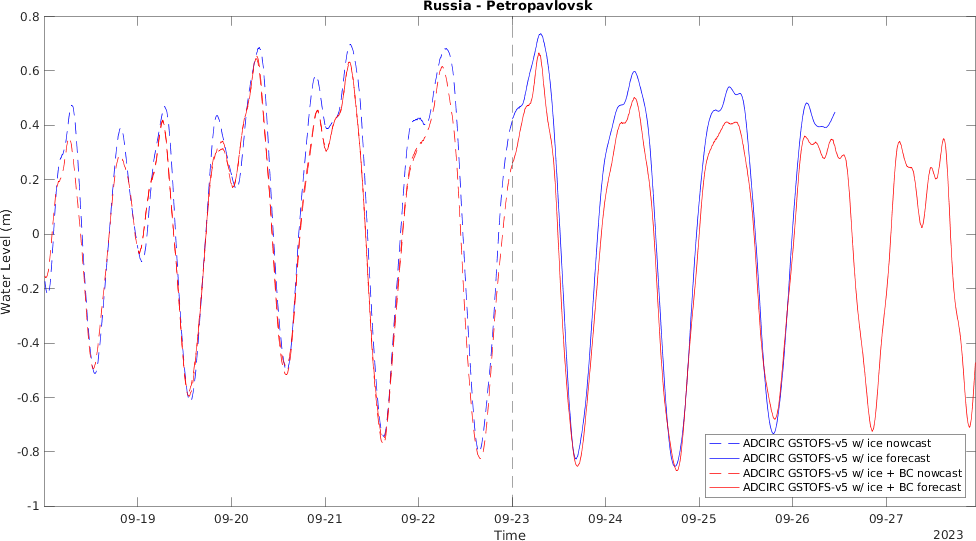 Russia - Petropavlovsk
0.8
0.6
0.4
0.2
0
-0.2
-0.4
-0.6
-0.8
-1
Water Level (m)
ADCIRC GSTOFS-v5 w/ ice nowcast
ADCIRC GSTOFS-v5 w/ ice forecast
ADCIRC GSTOFS-v5 w/ ice + BC nowcast
ADCIRC GSTOFS-v5 w/ ice + BC forecast
09-19 09-20 09-21 09-22 09-23 09-24 09-25 09-26 09-27
Time
2023